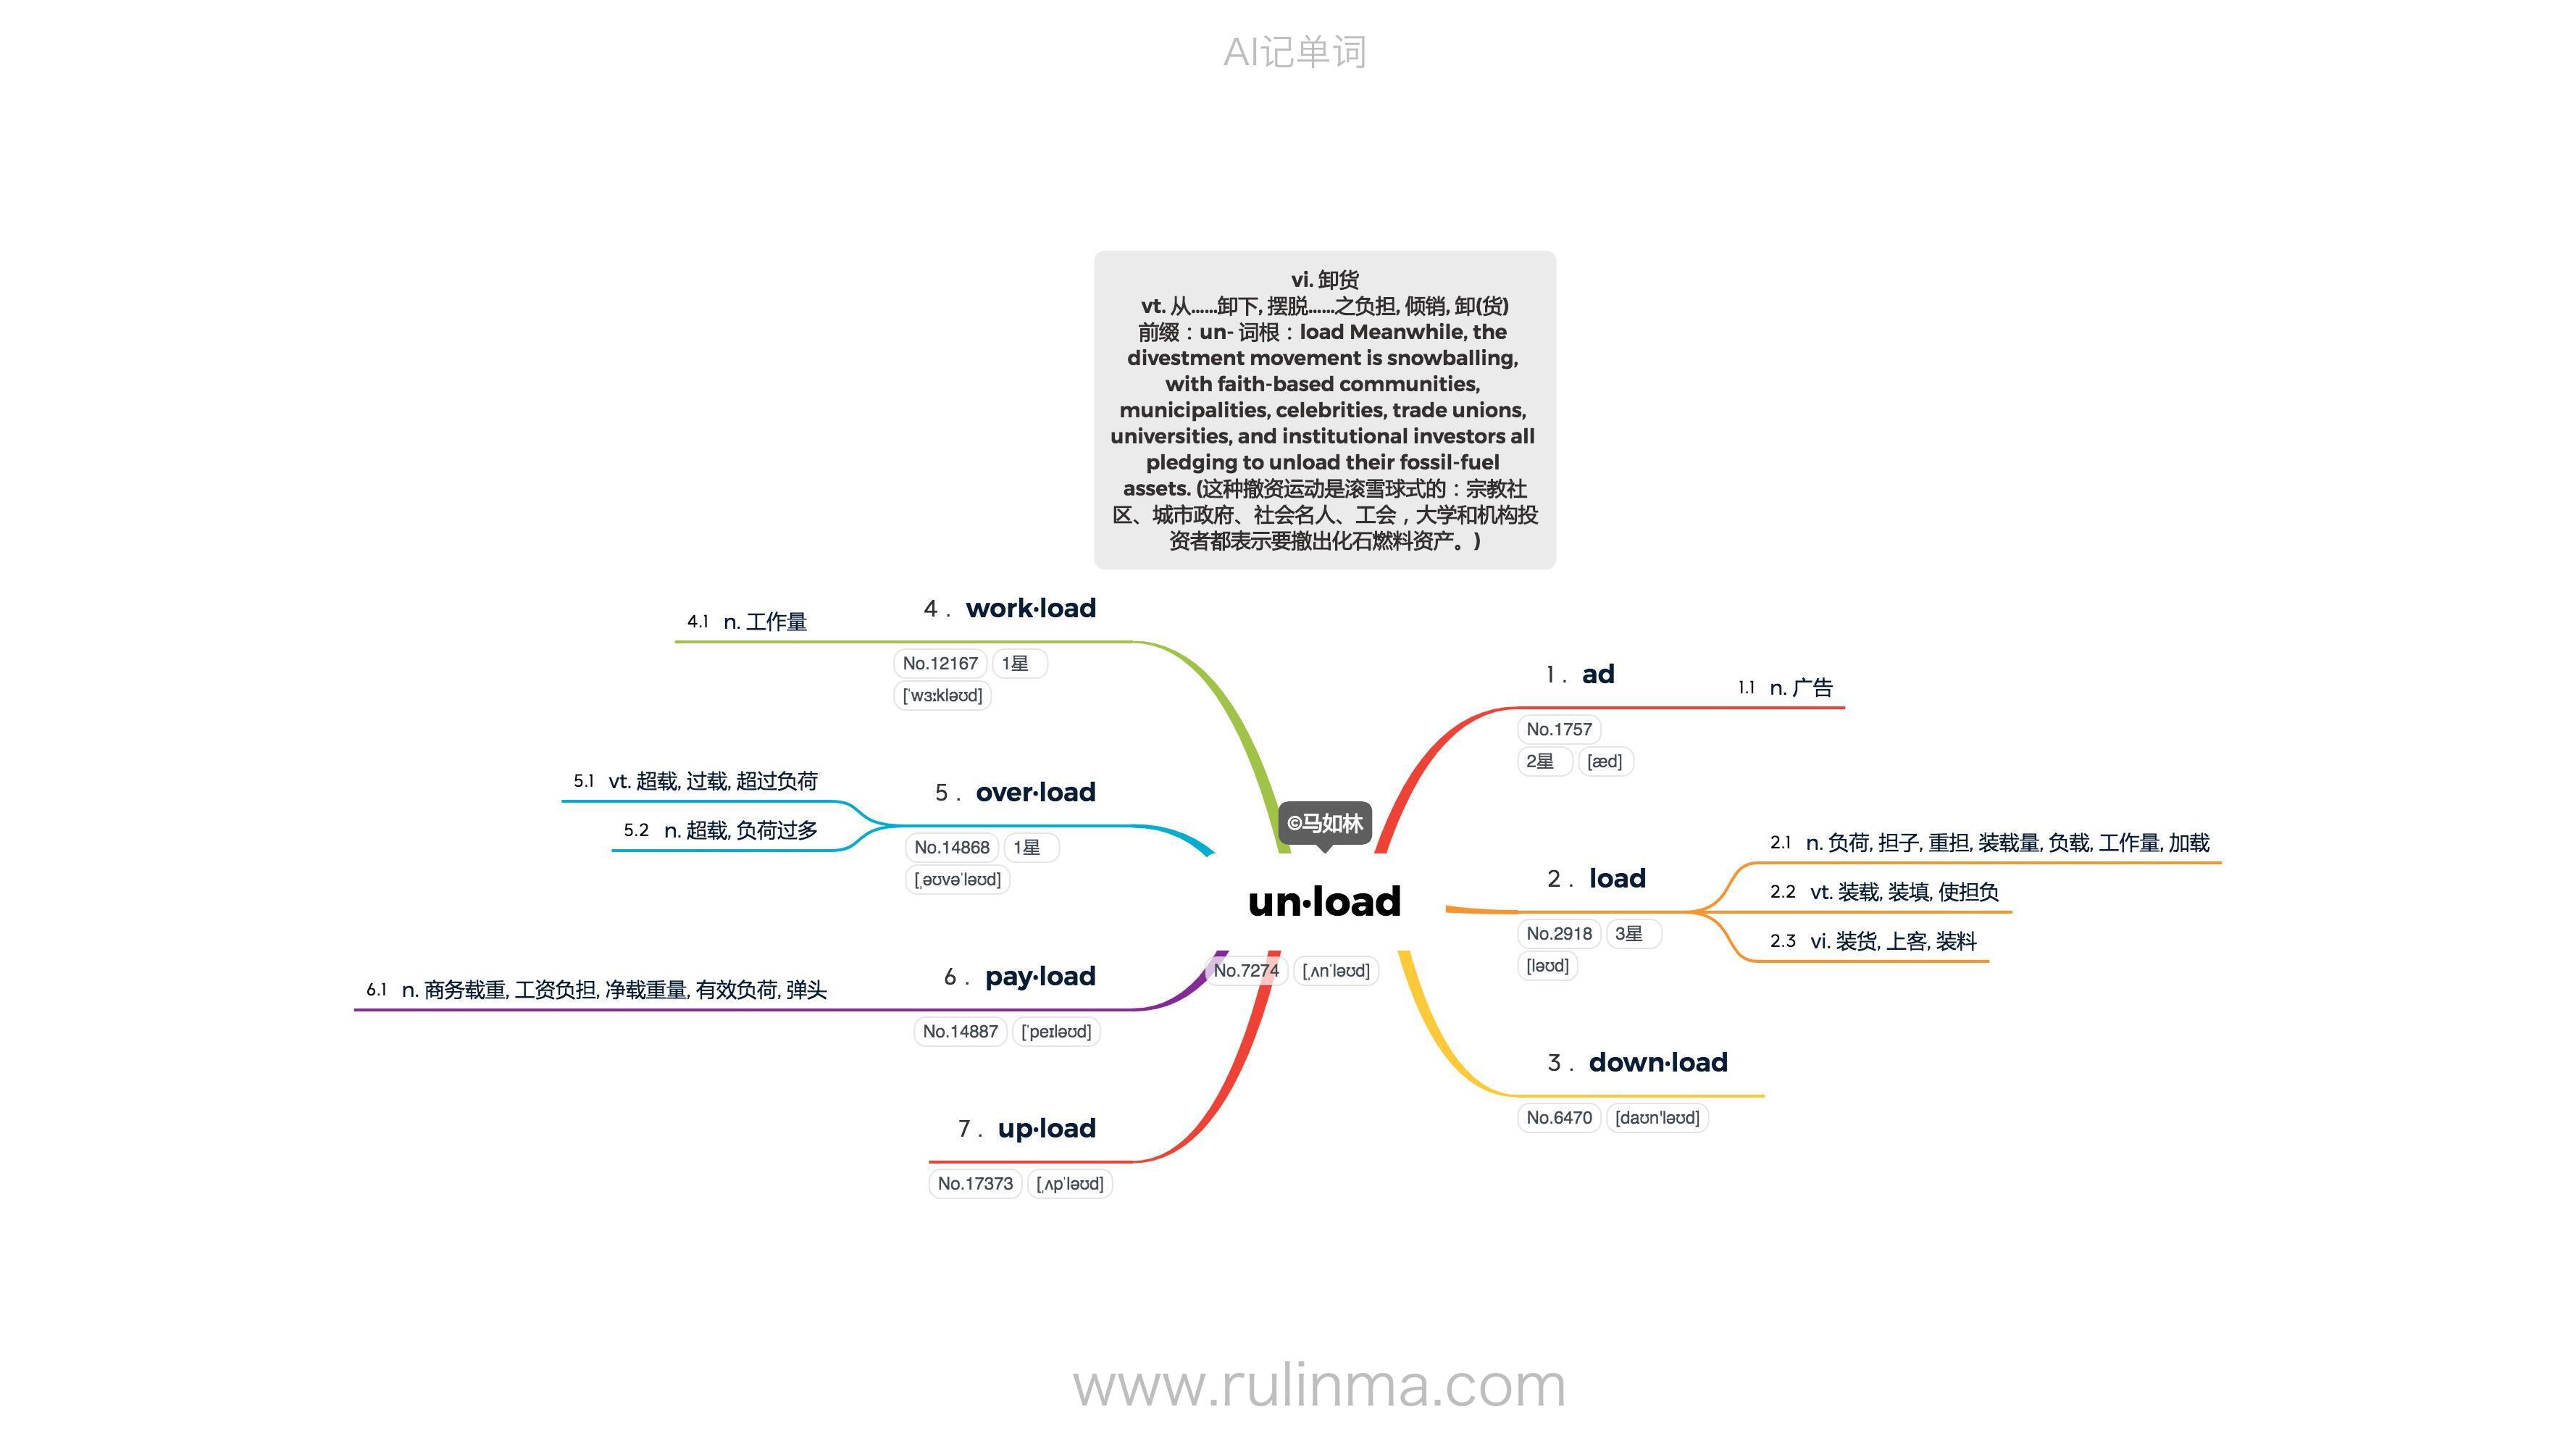 AI记单词
vi. 卸货
vt. 从......卸下, 摆脱......之负担, 倾销, 卸(货)
前缀：un- 词根：load Meanwhile, the
divestment movement is snowballing,
with faith-based communities,
municipalities, celebrities, trade unions,
universities, and institutional investors all
pledging to unload their fossil-fuel
assets. (这种撤资运动是滚雪球式的：宗教社
区、城市政府、社会名人、工会，大学和机构投
资者都表示要撤出化石燃料资产。)
©马如林
un·load
No.7274 [ˌʌnˈləʊd]
1. ad
No.1757
2星 [æd]
1.1 n. 广告
2. load
No.2918 3星
[ləʊd]
2.1 n. 负荷, 担子, 重担, 装载量, 负载, 工作量, 加载
2.2 vt. 装载, 装填, 使担负
2.3 vi. 装货, 上客, 装料
3. down·load
No.6470 [daʊn'ləʊd]
4. work·load
No.12167 1星
[ˈwɜːkləʊd]
4.1 n. 工作量
5. over·load
No.14868 1星
[ˌəʊvəˈləʊd]
5.1 vt. 超载, 过载, 超过负荷
5.2 n. 超载, 负荷过多
6. pay·load
No.14887 [ˈpeɪləʊd]
6.1 n. 商务载重, 工资负担, 净载重量, 有效负荷, 弹头
7. up·load
No.17373 [ˌʌpˈləʊd]
www.rulinma.com